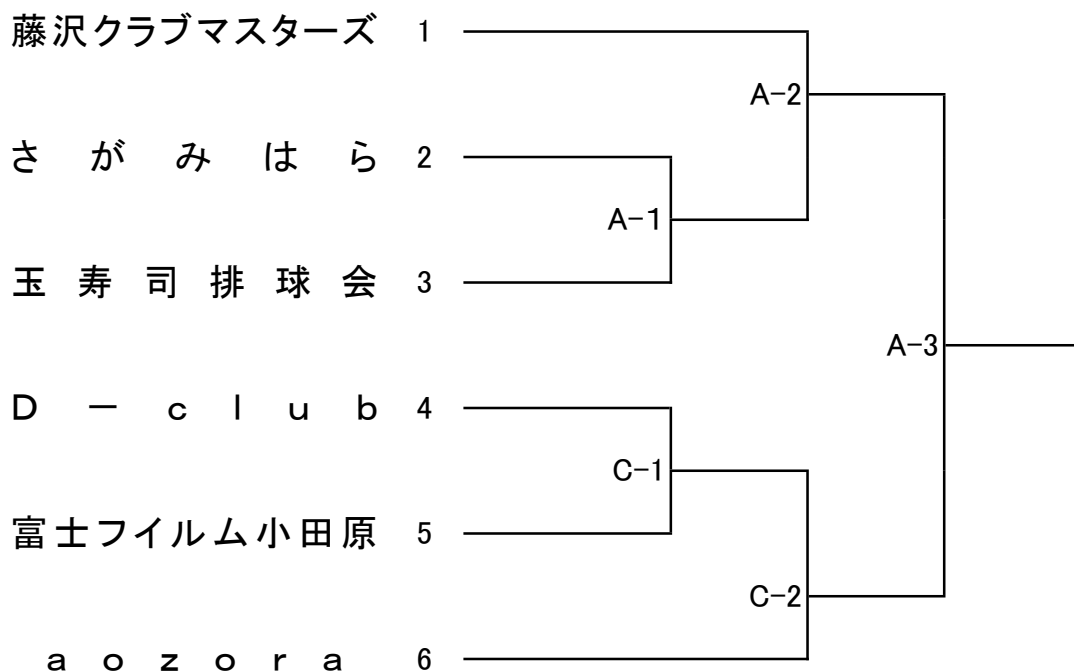 藤沢クラブマスターズ 1
A-2
さがみはら 2
A-1
玉寿司排球会 3
A-3
D-club 4
C-1
富士フイルム小田原 5
C-2
aozora 6